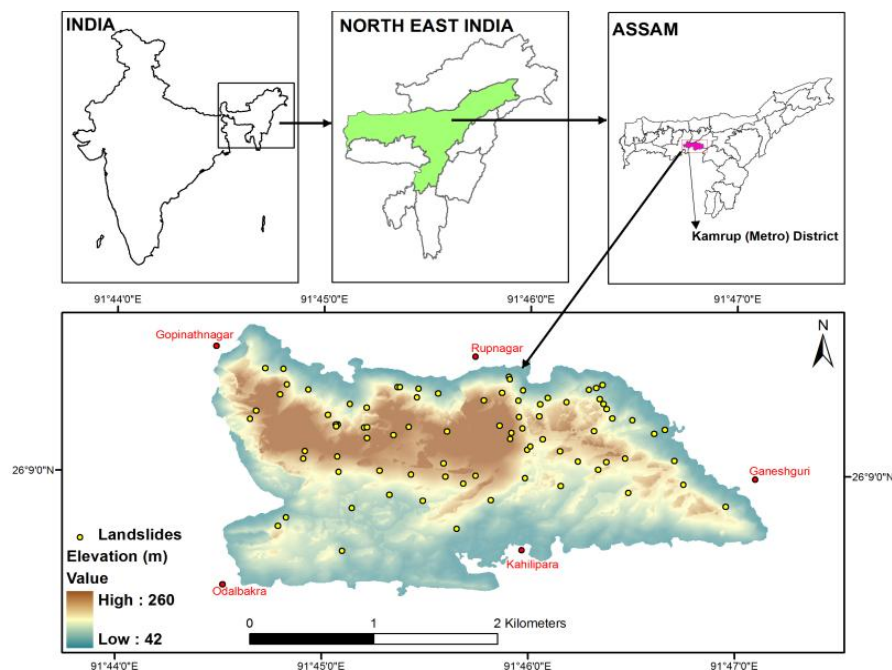 INDIA
NORTH EAST INDIA
ASSAM
Kamrup (Metro) District
91°44'0"E
91°45'0"E
91°46'0"E
91°47'0"E
Gopinathnagar
Rupnagar
N
26°9'0"N
26°9'0"N
Ganeshguri
Landslides
Elevation (m)
Value
High : 260
Low : 42
Kahilipara
Odalbakra
0 1 2 Kilometers
91°44'0"E
91°45'0"E
91°46'0"E
91°47'0"E